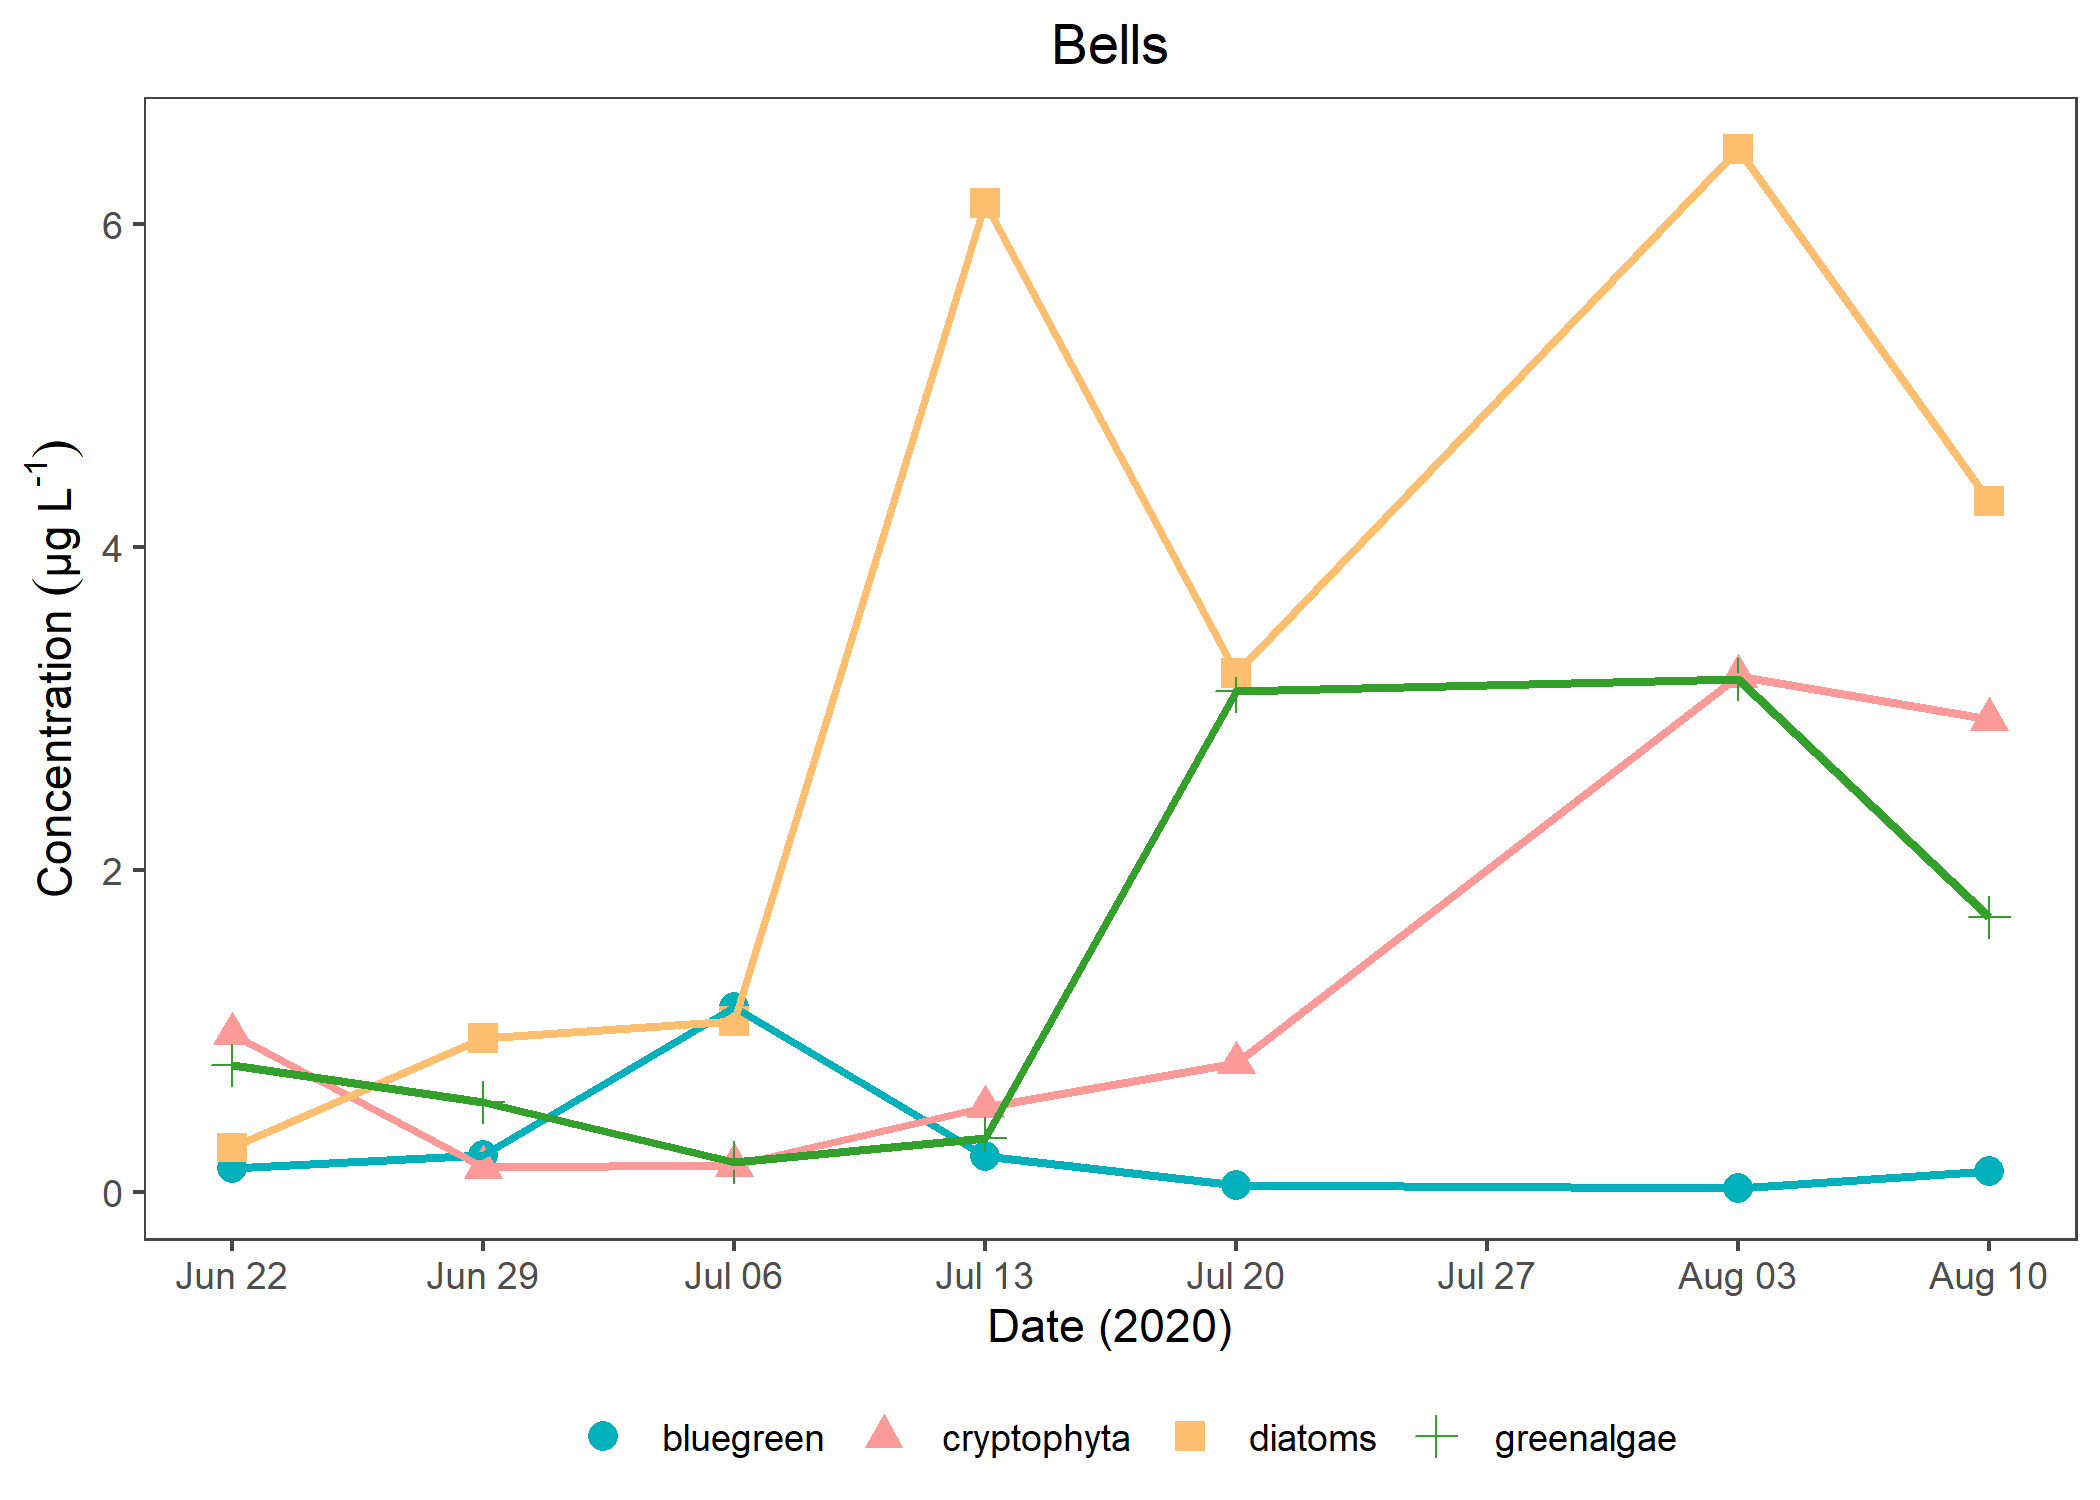 Bells
Concentration (µg L-1)
6
4
2
0
Jun 22 Jun 29 Jul 06 Jul 13 Jul 20 Jul 27 Aug 03 Aug 10
Date (2020)
bluegreen cryptophyta diatoms greenalgae